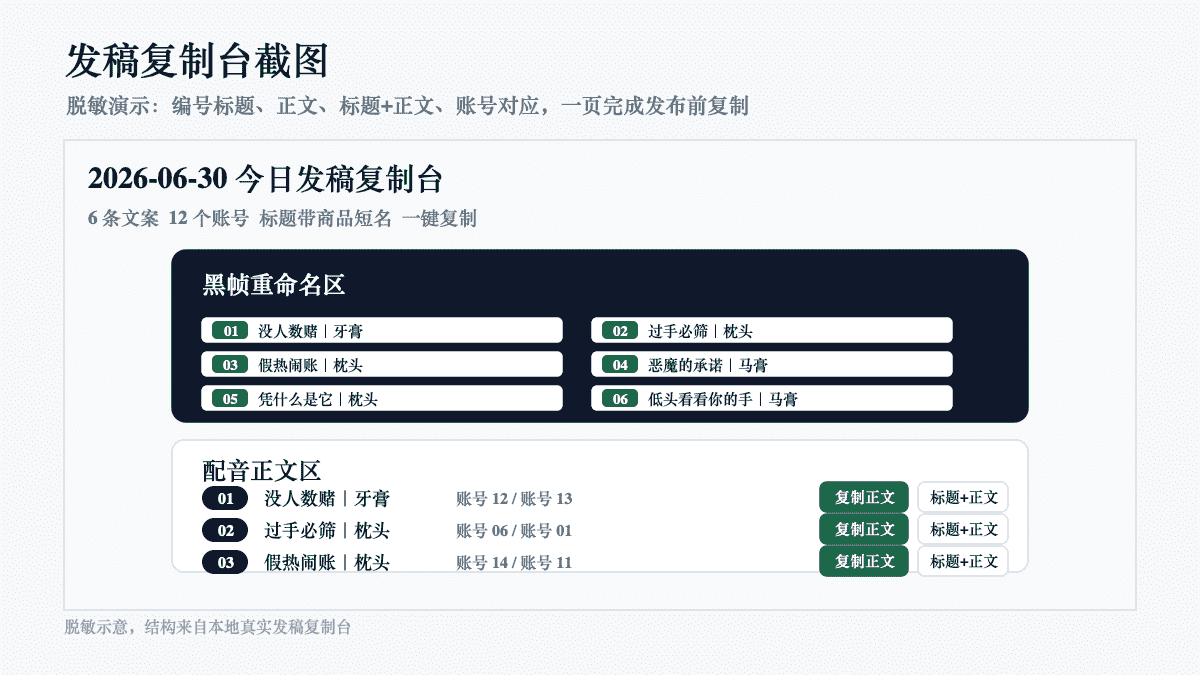 发稿复制台截图
脱敏演示：编号标题、正文、标题+正文、账号对应，一页完成发布前复制
2026-06-30 今日发稿复制台
6 条文案 12 个账号 标题带商品短名 一键复制
黑帧重命名区
01 没人数赌｜牙膏
02 过手必筛｜枕头
03 假热闹账｜枕头
04 恶魔的承诺｜马膏
05 凭什么是它｜枕头
06 低头看看你的手｜马膏
配音正文区
01 没人数赌｜牙膏 账号 12 / 账号 13 复制正文 标题+正文
02 过手必筛｜枕头 账号 06 / 账号 01 复制正文 标题+正文
03 假热闹账｜枕头 账号 14 / 账号 11 复制正文 标题+正文
脱敏示意，结构来自本地真实发稿复制台